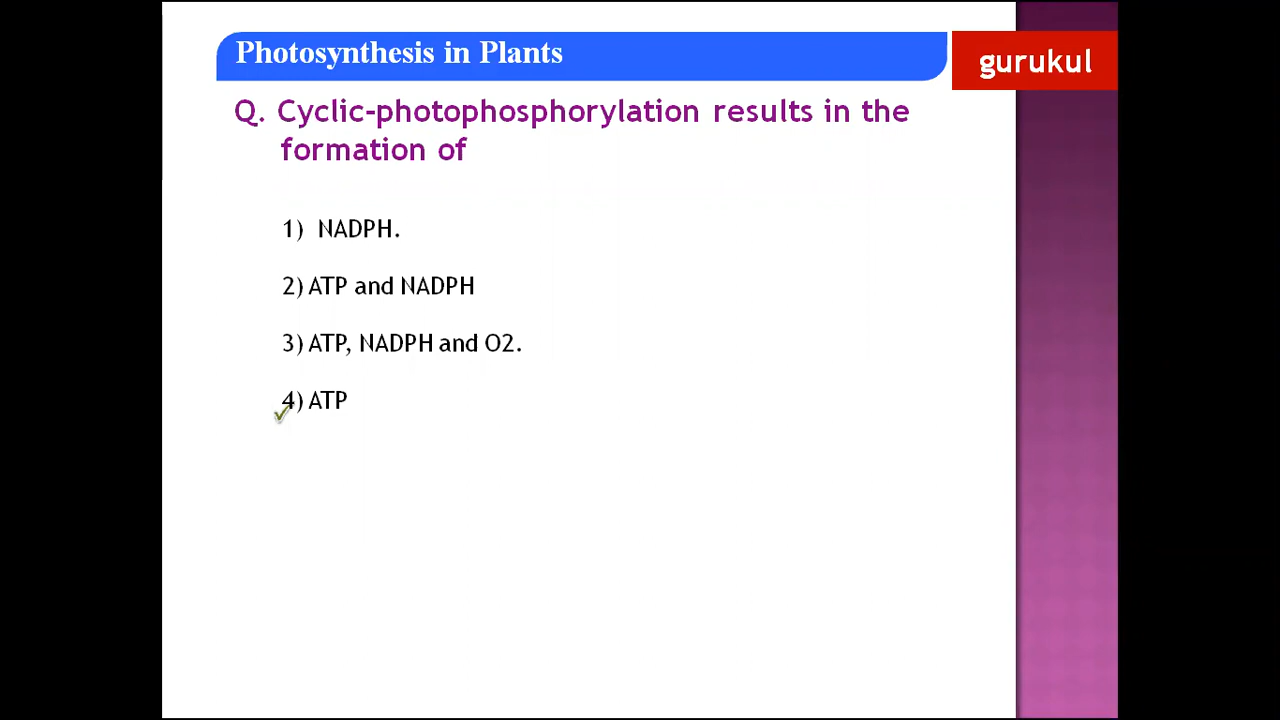 Photosynthesis in Plants
gurukul
Q. Cyclic-photophosphorylation results in the
formation of
1) NADPH.
2) ATP and NADPH
3) ATP, NADPH and O2.
4) ATP